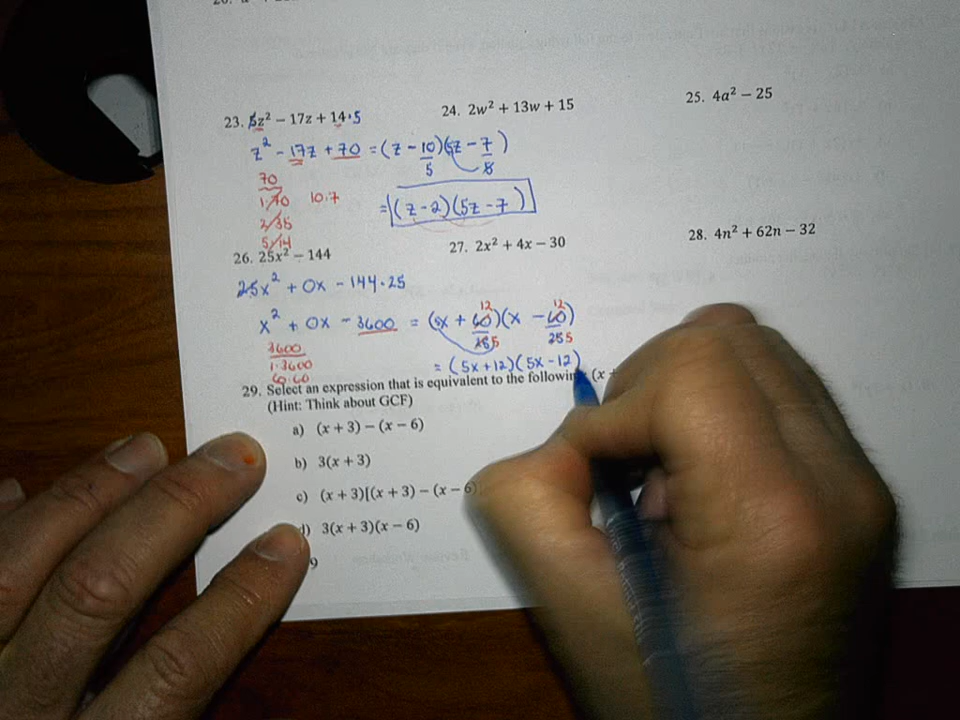 23. 5z² − 17z + 14·5
24. 2w² + 13w + 15
25. 4a² − 25
z² − 17z + 70 = (z − 10/5)(5z − 7/5)
70
1·70 10·7
2/35
5/14
= (z − 2)(5z − 7)
26. 25x² − 144
27. 2x² + 4x − 30
28. 4n² + 62n − 32
25x² + 0x − 144·25
x² + 0x − 3600 = (5x + 60/25)(x − 60/25)
12 12
5 5
3600
1·3600
60·60
= (5x+12)(5x−12)
29. Select an expression that is equivalent to the following: (x +
(Hint: Think about GCF)
a) (x + 3) − (x − 6)
b) 3(x + 3)
c) (x + 3)[(x + 3) − (x − 6)
d) 3(x + 3)(x − 6)
9